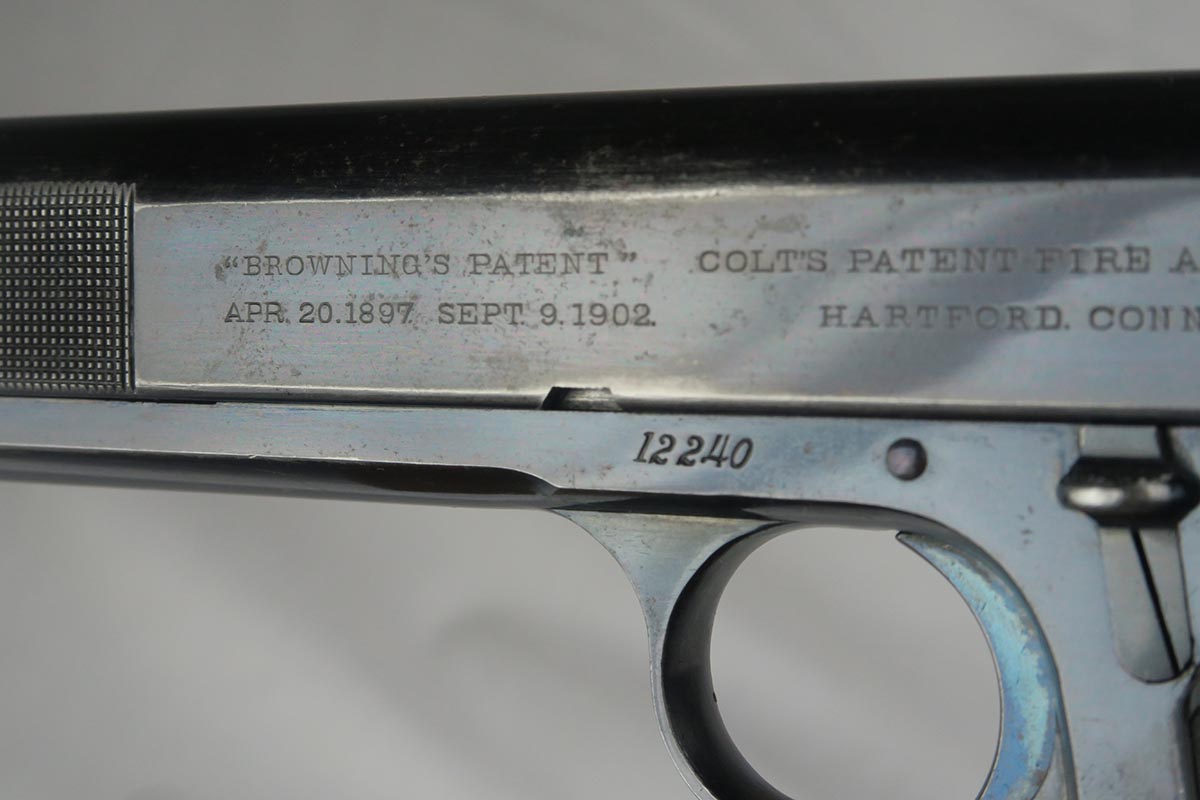 "BROWNING'S PATENT" COLT'S PATENT FIRE A
APR. 20.1897. SEPT. 9.1902. HARTFORD. CONN
12240